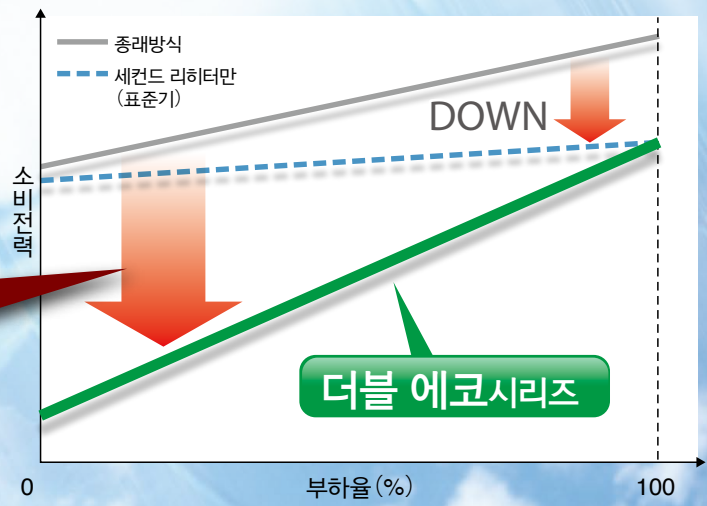 종래방식
세컨드 리히터만
(표준기)
DOWN
소비전력
더블 에코시리즈
0
부하율(%)
100